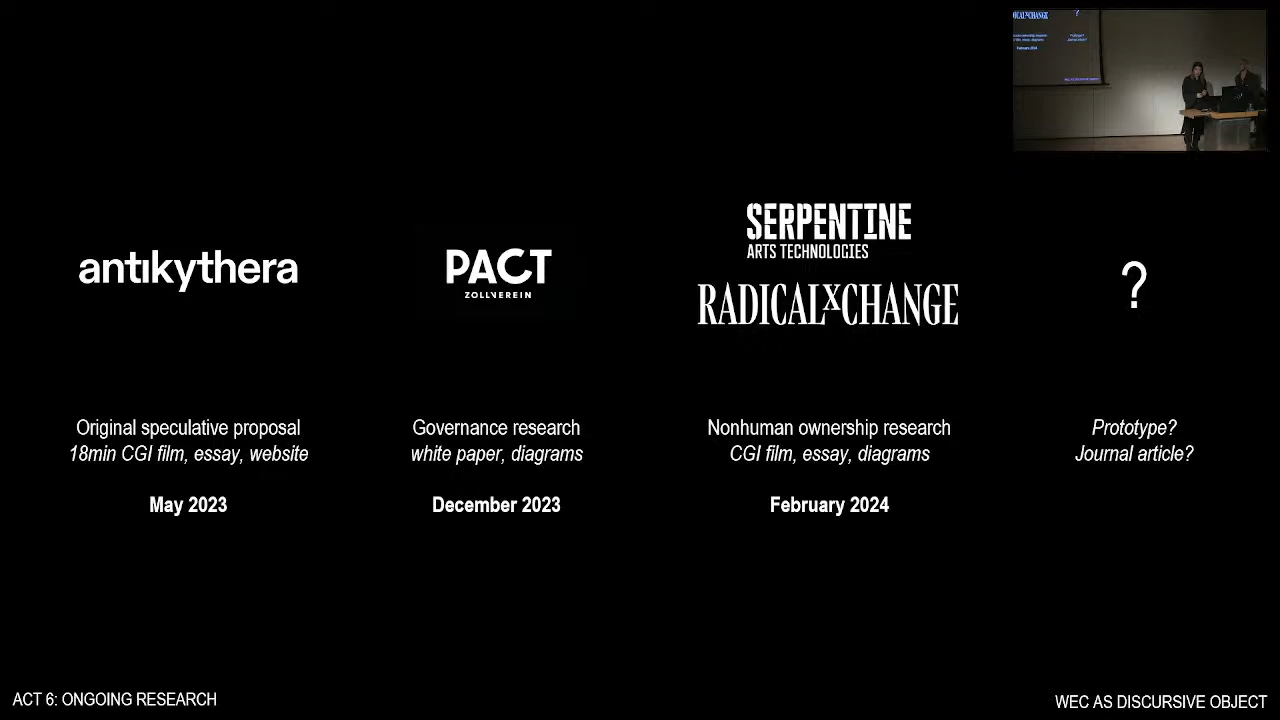 antikythera
PACT
ZOLLVEREIN
SERPENTINE
ARTS TECHNOLOGIES
RADICALXCHANGE
?
Original speculative proposal
18min CGI film, essay, website
May 2023
Governance research
white paper, diagrams
December 2023
Nonhuman ownership research
CGI film, essay, diagrams
February 2024
Prototype?
Journal article?
ACT 6: ONGOING RESEARCH
WEC AS DISCURSIVE OBJECT